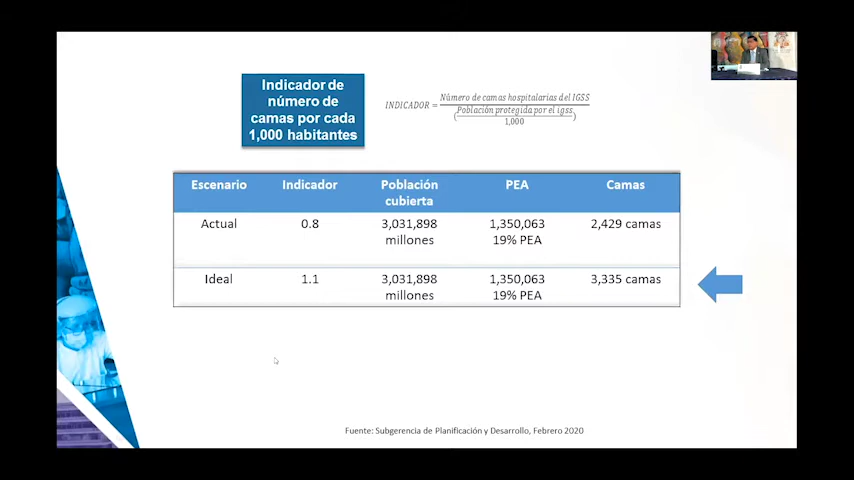 Indicador de
número de
camas por cada
1,000 habitantes
INDICADOR = Número de camas hospitalarias del IGSS
(Población protegida por el igss)
1,000
Escenario Indicador Población cubierta PEA Camas
Actual 0.8 3,031,898 millones 1,350,063 19% PEA 2,429 camas
Ideal 1.1 3,031,898 millones 1,350,063 19% PEA 3,335 camas
Fuente: Subgerencia de Planificación y Desarrollo, Febrero 2020